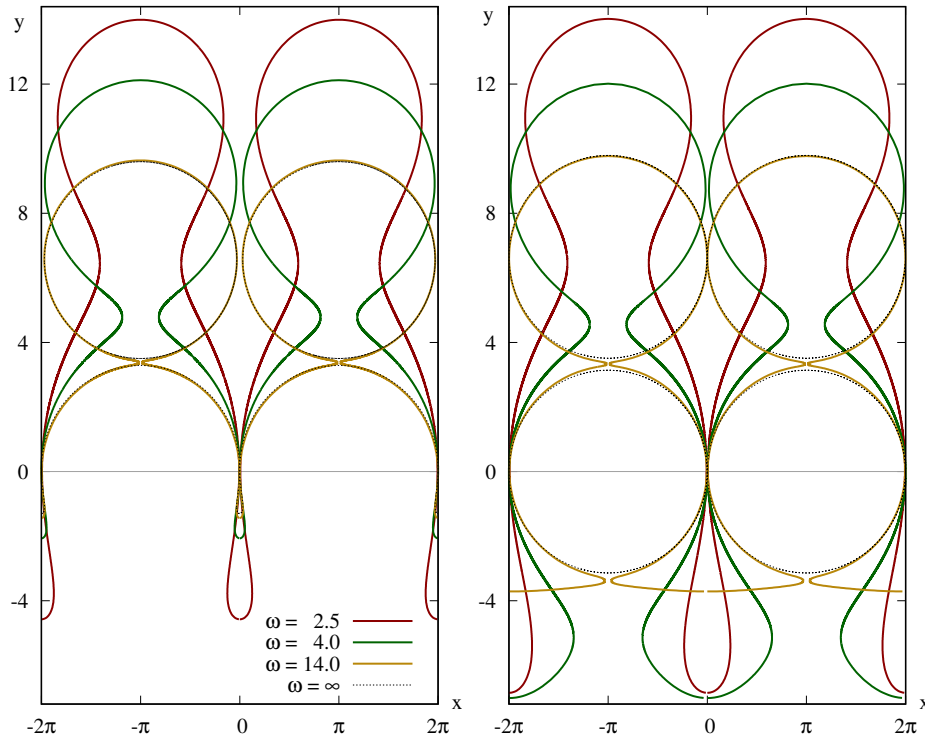 y
12
8
4
0
-4
ω = 2.5
ω = 4.0
ω = 14.0
ω = ∞
-2π -π 0 π 2π x
y
12
8
4
0
-4
-2π -π 0 π 2π x